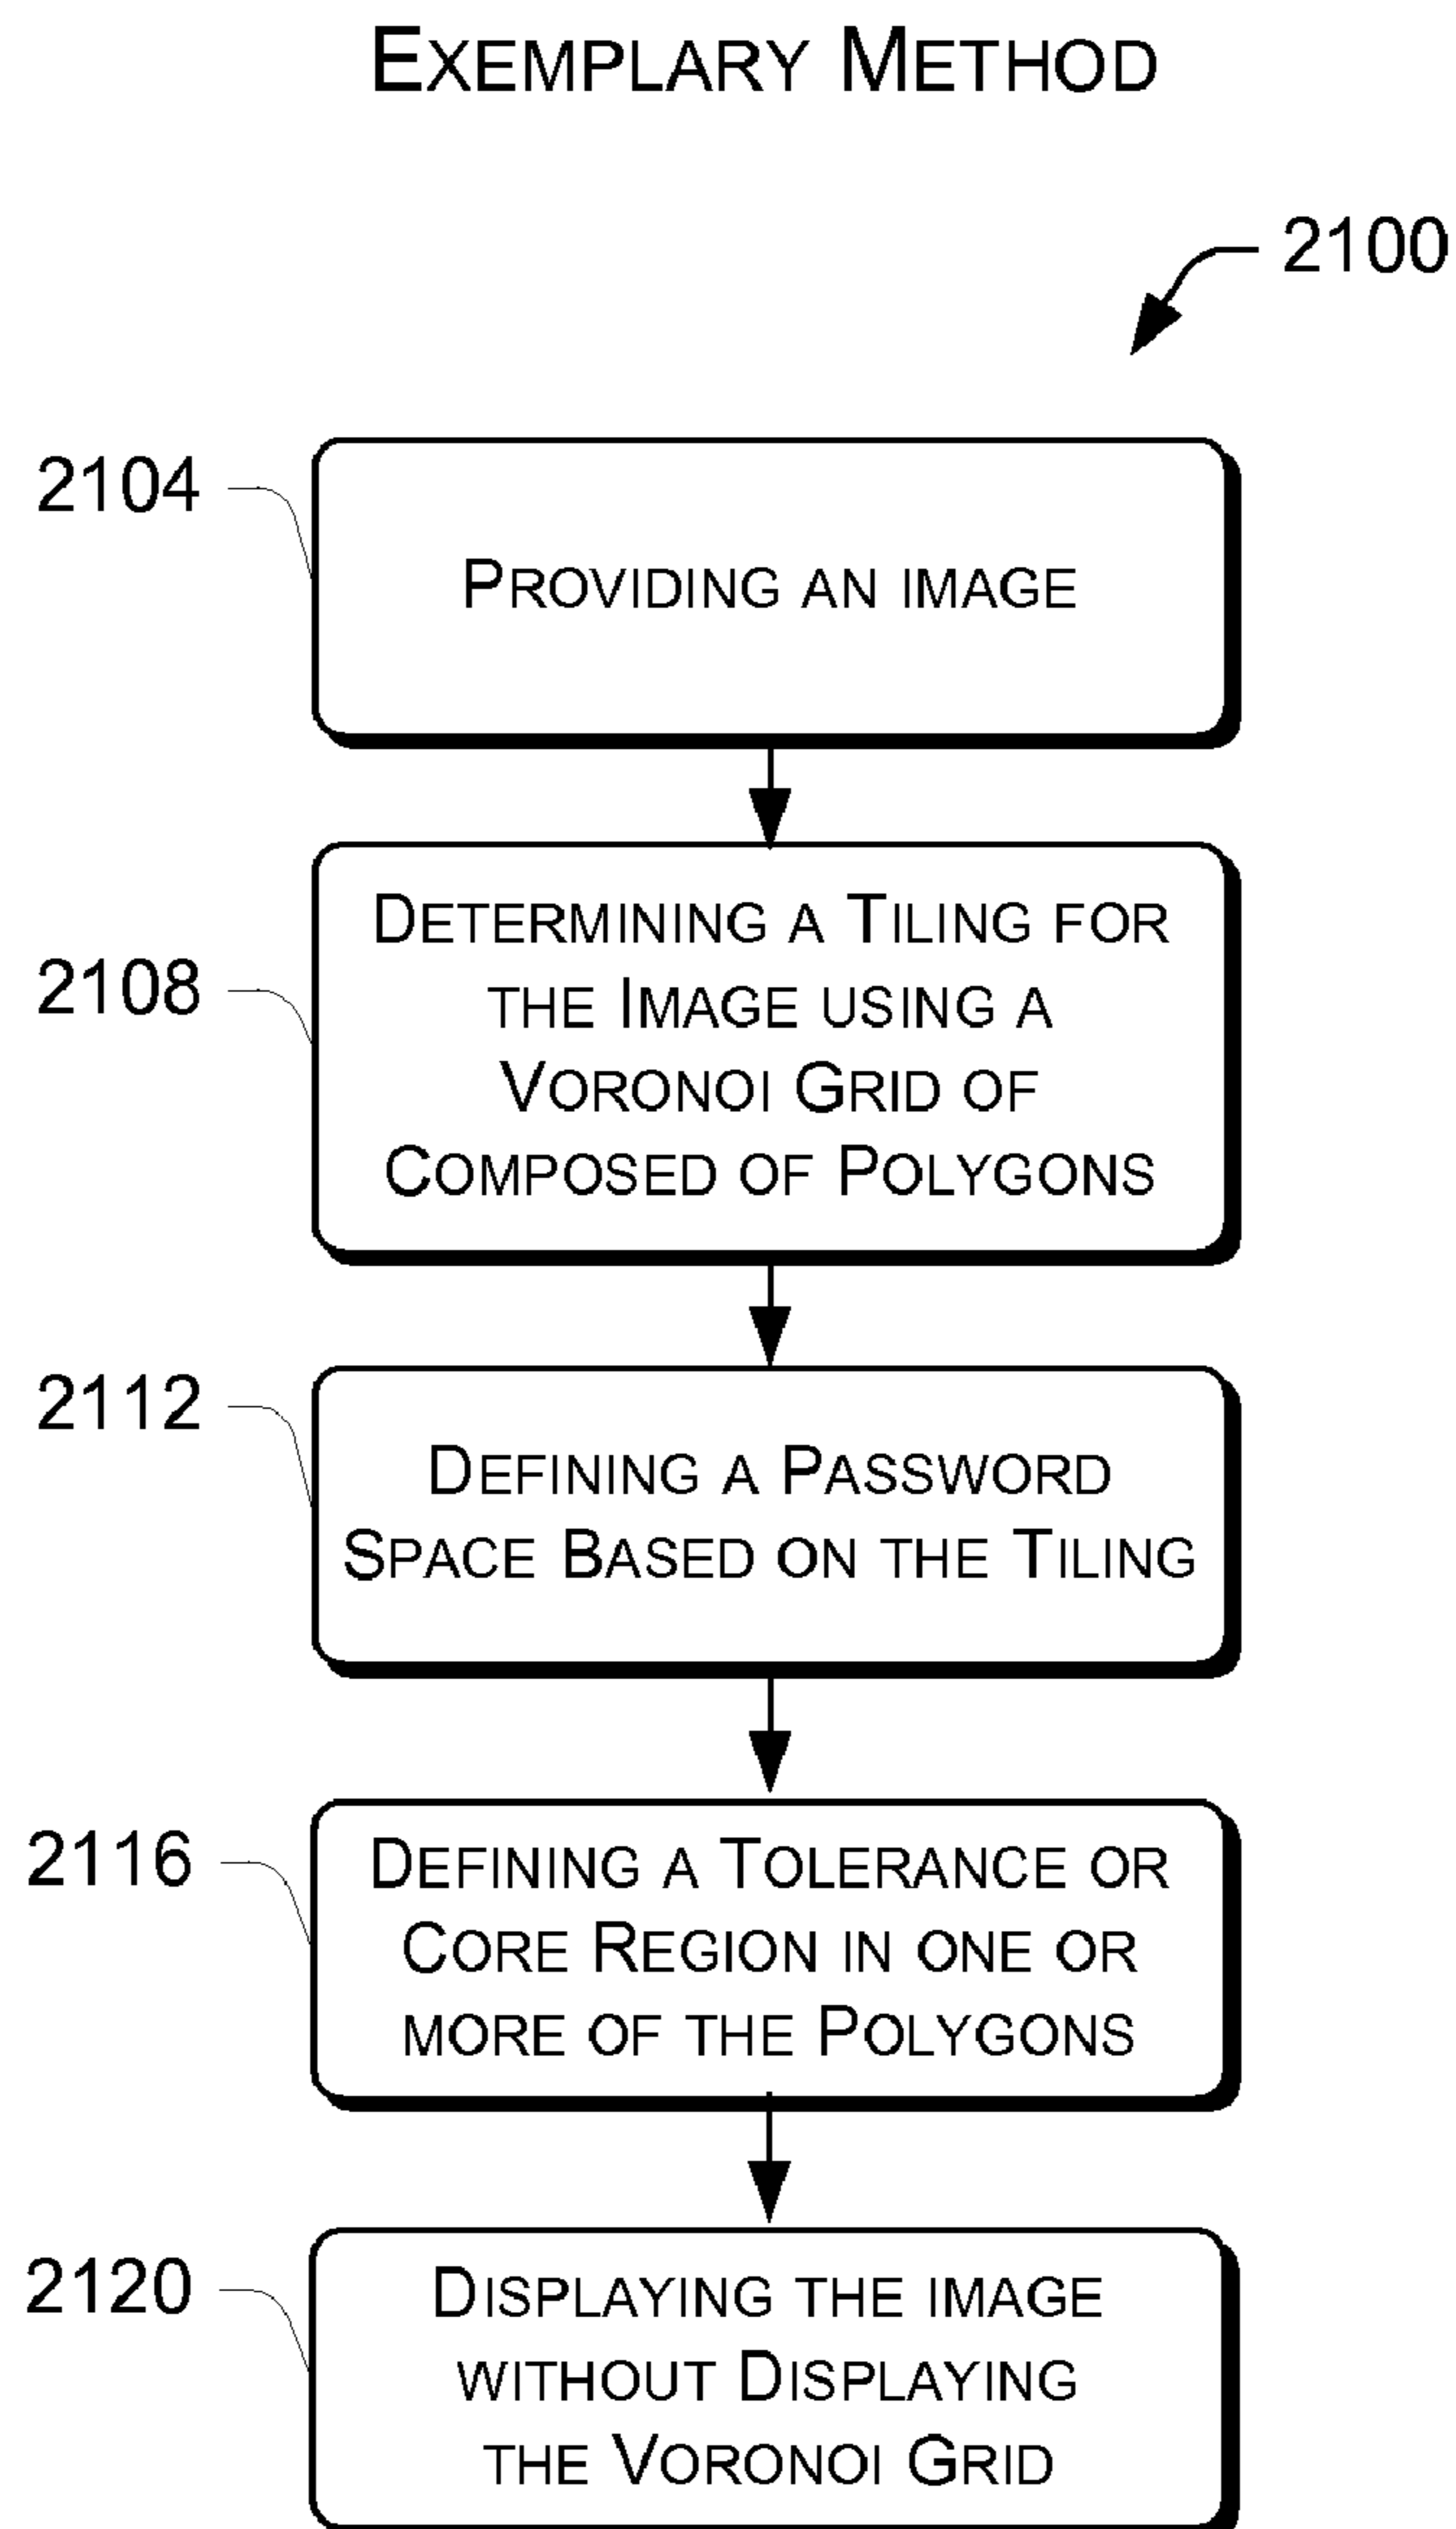 EXEMPLARY METHOD
2100
2104
PROVIDING AN IMAGE
2108
DETERMINING A TILING FOR
THE IMAGE USING A
VORONOI GRID OF
COMPOSED OF POLYGONS
2112
DEFINING A PASSWORD
SPACE BASED ON THE TILING
2116
DEFINING A TOLERANCE OR
CORE REGION IN ONE OR
MORE OF THE POLYGONS
2120
DISPLAYING THE IMAGE
WITHOUT DISPLAYING
THE VORONOI GRID